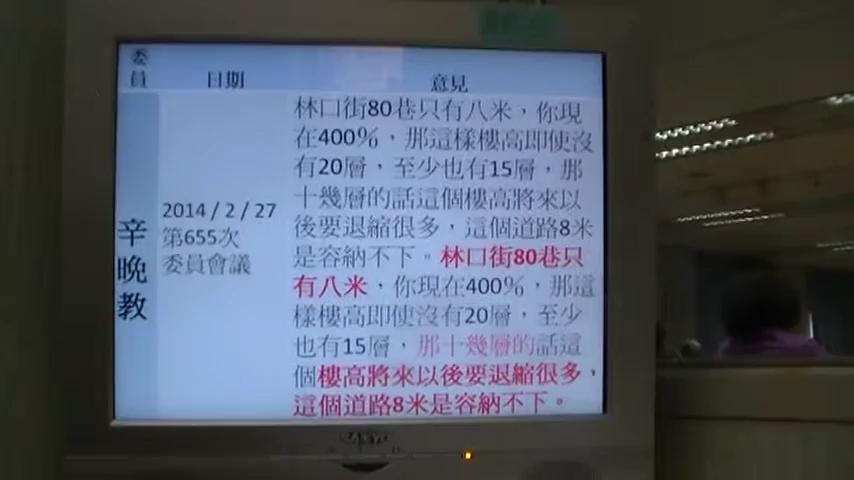 委員 日期 意見
林口街80巷只有八米，你現
在400%，那這樣樓高即使沒
有20層，至少也有15層，那
十幾層的話這個樓高將來以
後要退縮很多，這個道路8米
是容納不下。林口街80巷只
有八米，你現在400%，那這
樣樓高即使沒有20層，至少
也有15層，那十幾層的話這
個樓高將來以後要退縮很多，
這個道路8米是容納不下。
2014 / 2 / 27
第655次
委員會議
辛晚教